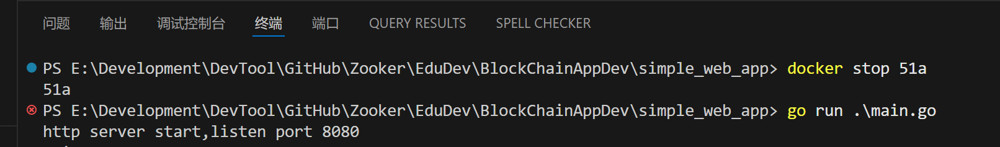 问题 输出 调试控制台 终端 端口 QUERY RESULTS SPELL CHECKER
PS E:\Development\DevTool\GitHub\Zooker\EduDev\BlockChainAppDev\simple_web_app> docker stop 51a
51a
PS E:\Development\DevTool\GitHub\Zooker\EduDev\BlockChainAppDev\simple_web_app> go run .\main.go
http server start,listen port 8080